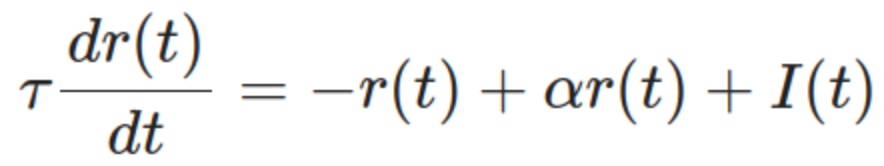 τ dr(t)/dt = −r(t) + αr(t) + I(t)